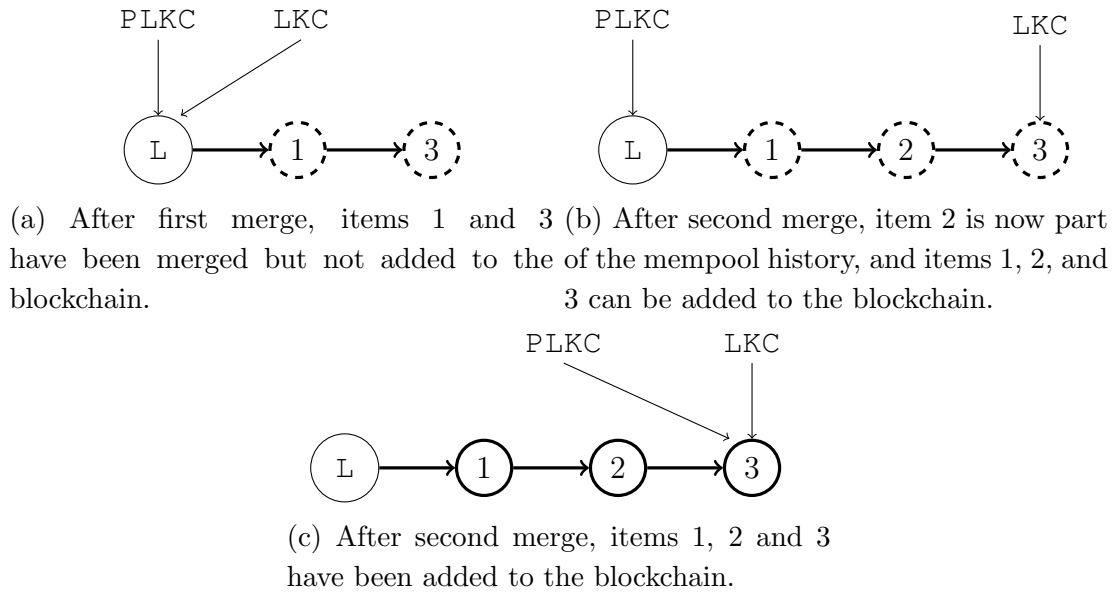 PLKC LKC
L 1 3
(a) After first merge, items 1 and 3
have been merged but not added to the
blockchain.
PLKC LKC
L 1 2 3
(b) After second merge, item 2 is now part
of the mempool history, and items 1, 2, and
3 can be added to the blockchain.
PLKC LKC
L 1 2 3
(c) After second merge, items 1, 2 and 3
have been added to the blockchain.